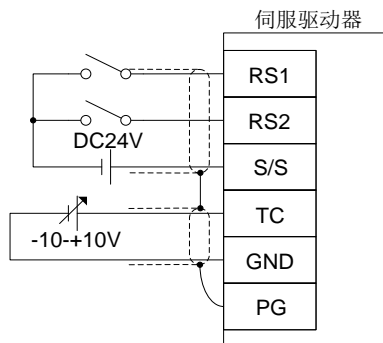 伺服驱动器
RS1
RS2
DC24V
S/S
TC
-10-+10V
GND
PG